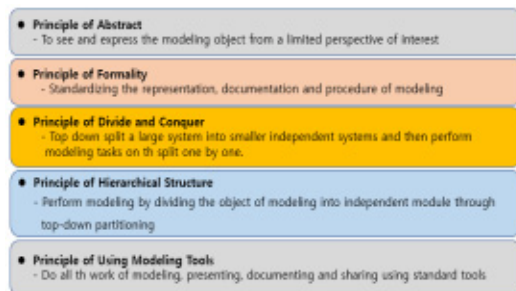 ● Principle of Abstract
- To see and express the modeling object from a limited perspective of interest
● Principle of Formality
- Standardizing the representation, documentation and procedure of modeling
● Principle of Divide and Conquer
- Top down split a large system into smaller independent systems and then perform
modeling tasks on th split one by one.
● Principle of Hierarchical Structure
- Perform modeling by dividing the object of modeling into independent module through
top-down partitioning
● Principle of Using Modeling Tools
- Do all th work of modeling, presenting, documenting and sharing using standard tools